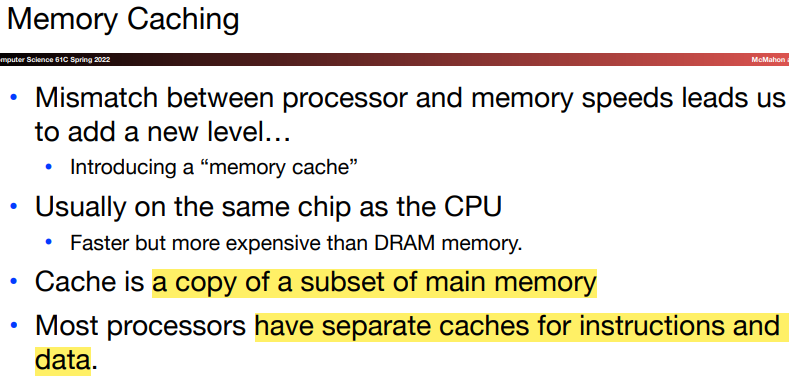 Memory Caching
mputer Science 61C Spring 2022
McMahon
• Mismatch between processor and memory speeds leads us
to add a new level…
• Introducing a “memory cache”
• Usually on the same chip as the CPU
• Faster but more expensive than DRAM memory.
• Cache is a copy of a subset of main memory
• Most processors have separate caches for instructions and
data.